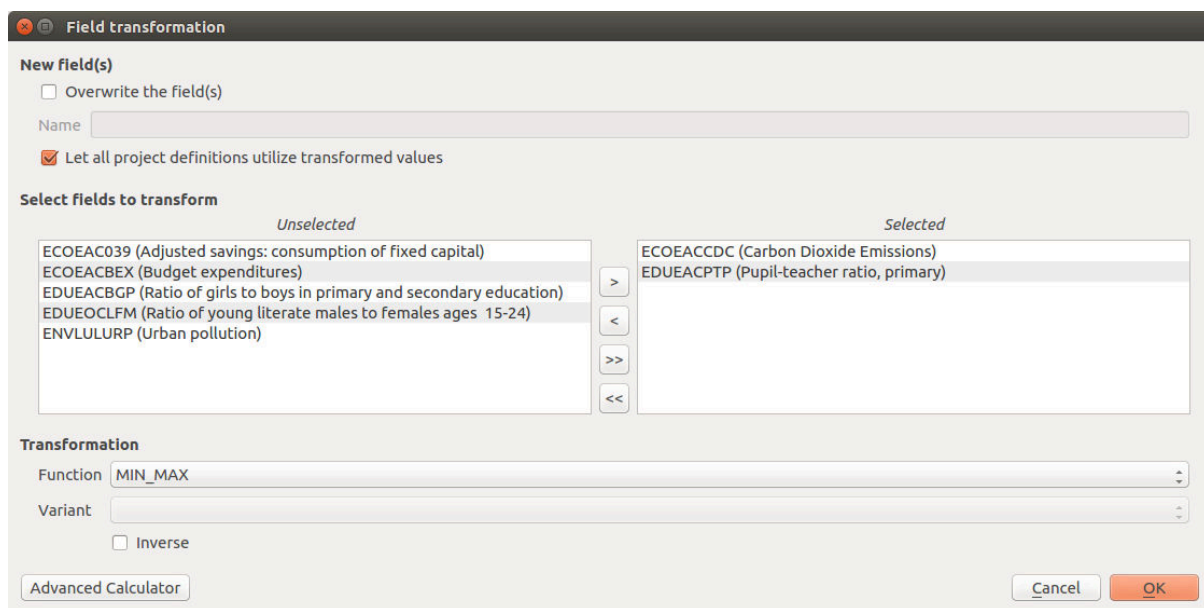 Field transformation
New field(s)
Overwrite the field(s)
Name
Let all project definitions utilize transformed values
Select fields to transform
Unselected
Selected
ECOEAC039 (Adjusted savings: consumption of fixed capital)
ECOEACBEX (Budget expenditures)
EDUEACBGP (Ratio of girls to boys in primary and secondary education)
EDUEOCLFM (Ratio of young literate males to females ages 15-24)
ENVLULURP (Urban pollution)
>
<
>>
<<
ECOEACCDC (Carbon Dioxide Emissions)
EDUEACPTP (Pupil-teacher ratio, primary)
Transformation
Function MIN_MAX
Variant
Inverse
Advanced Calculator
Cancel
OK